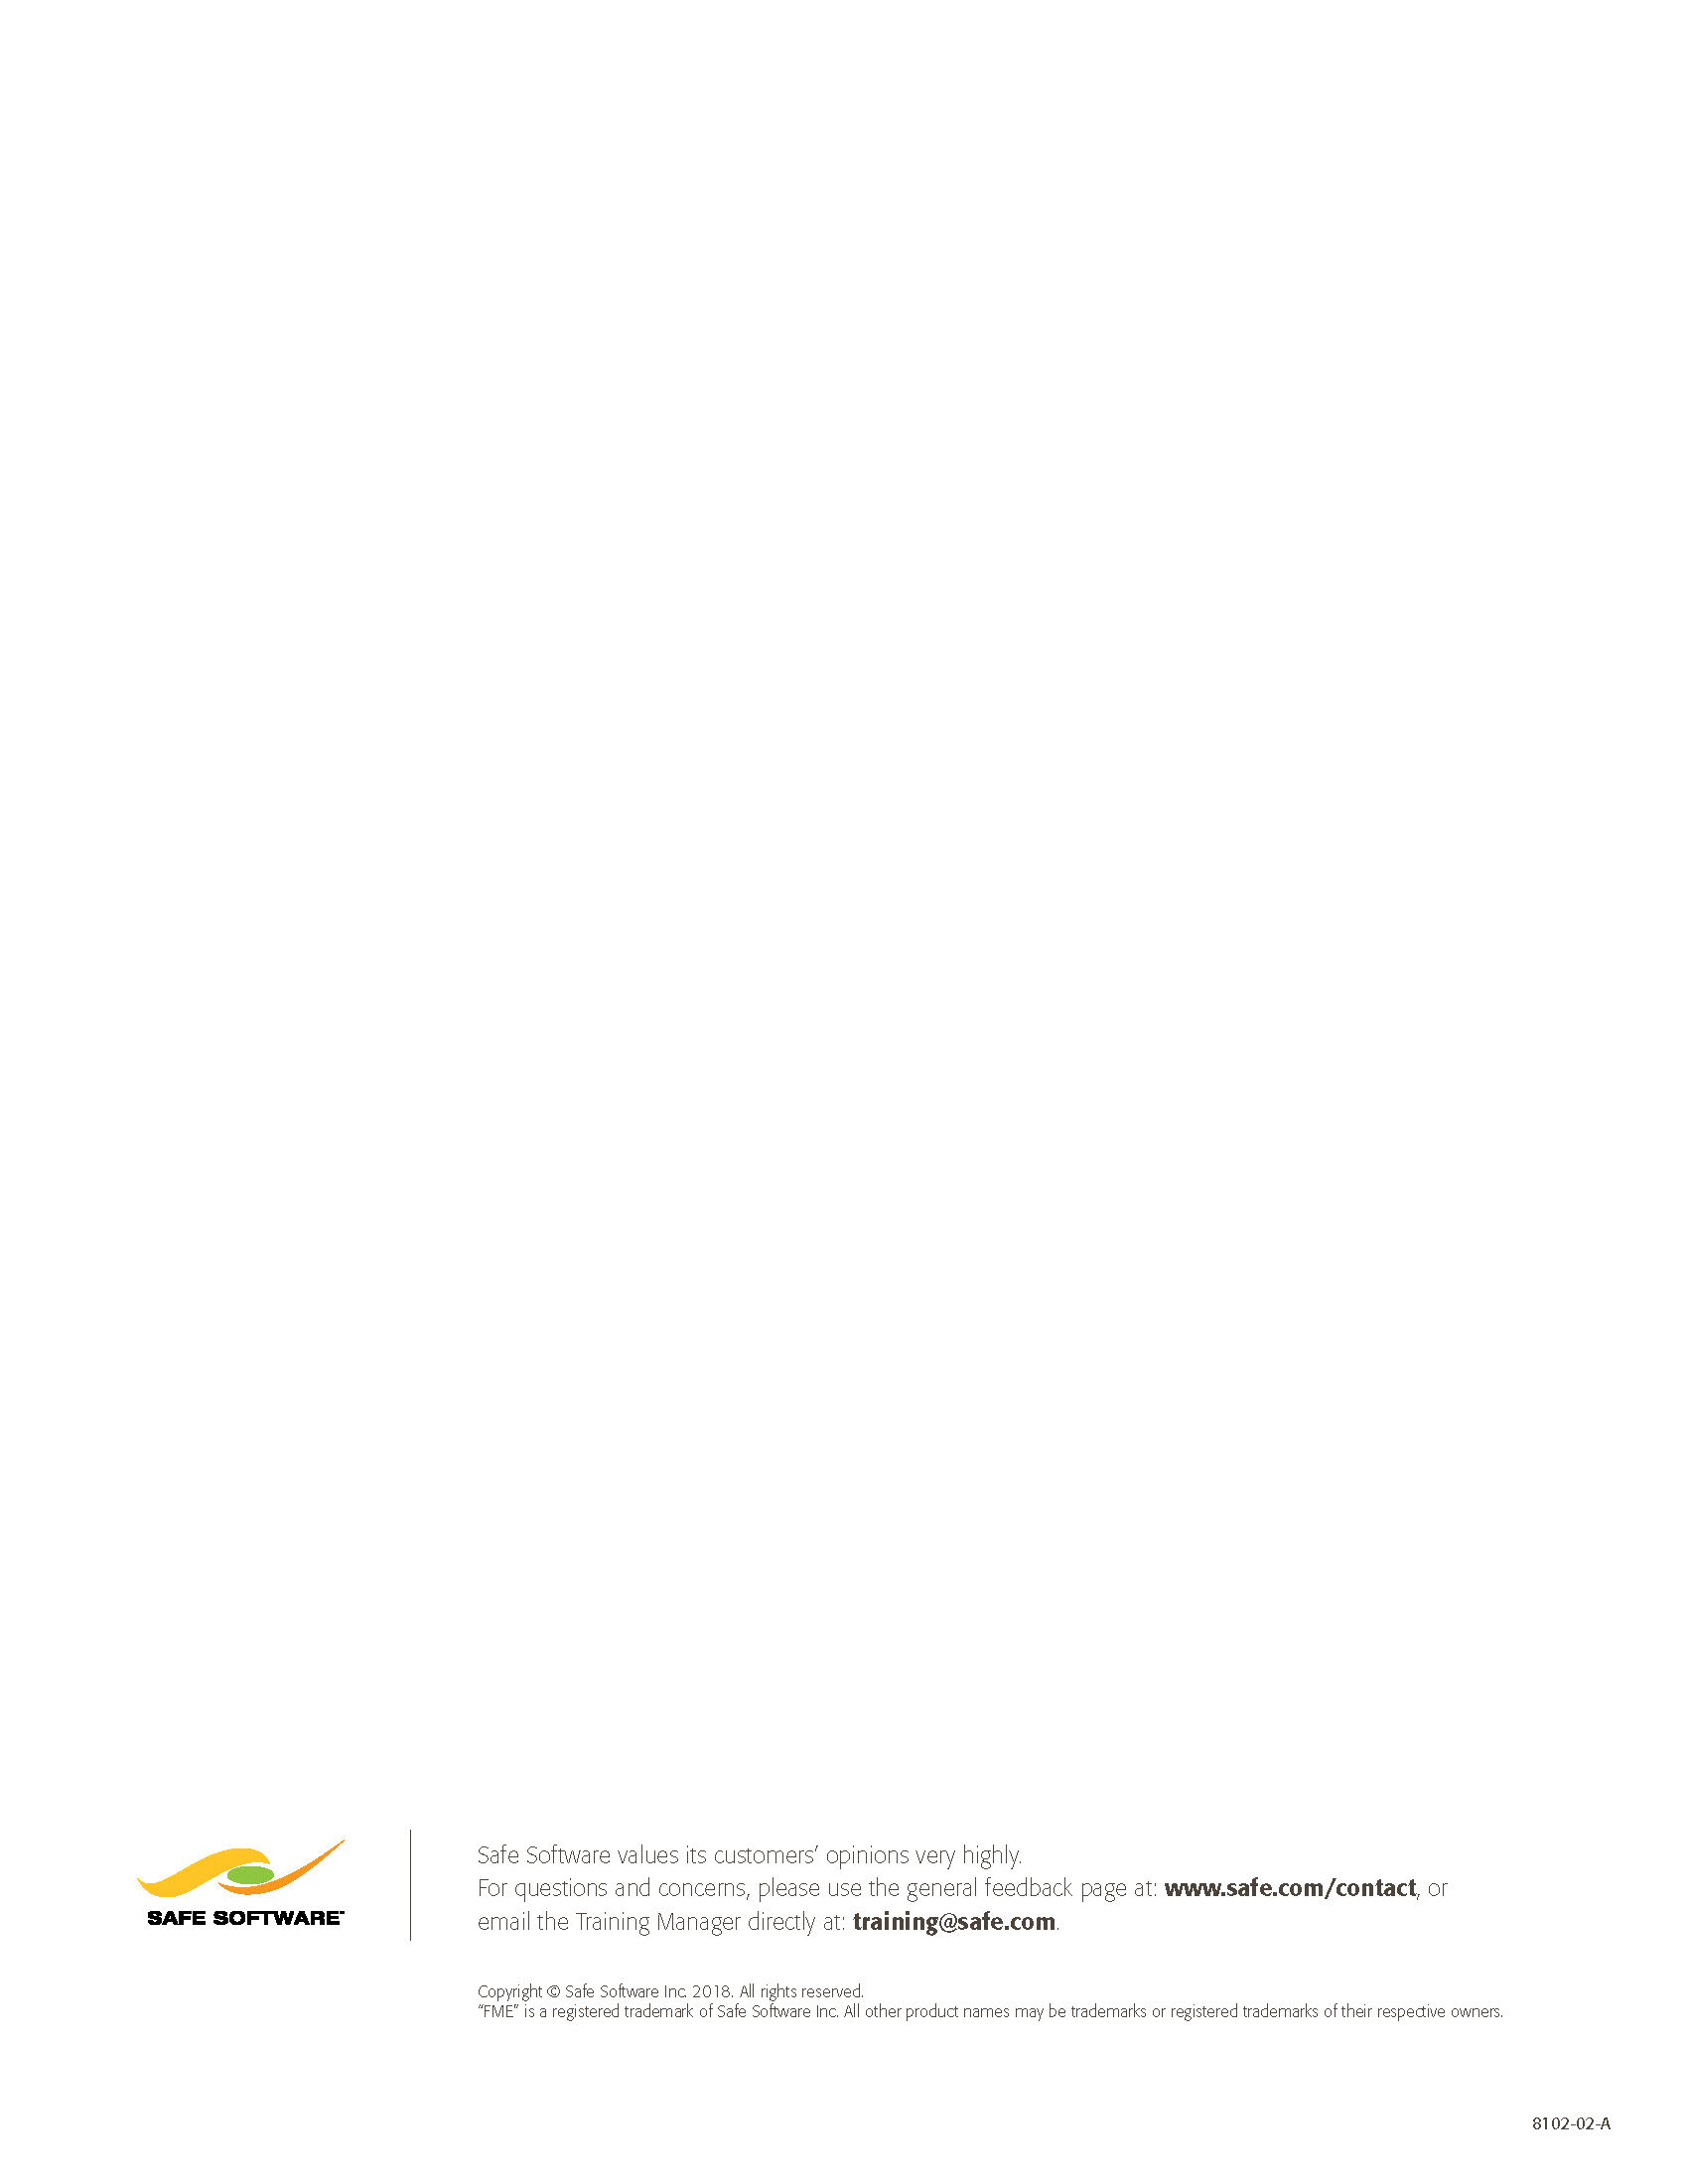 SAFE SOFTWARE™
Safe Software values its customers’ opinions very highly.
For questions and concerns, please use the general feedback page at: www.safe.com/contact, or
email the Training Manager directly at: training@safe.com.
Copyright © Safe Software Inc. 2018. All rights reserved.
“FME” is a registered trademark of Safe Software Inc. All other product names may be trademarks or registered trademarks of their respective owners.
8102-02-A